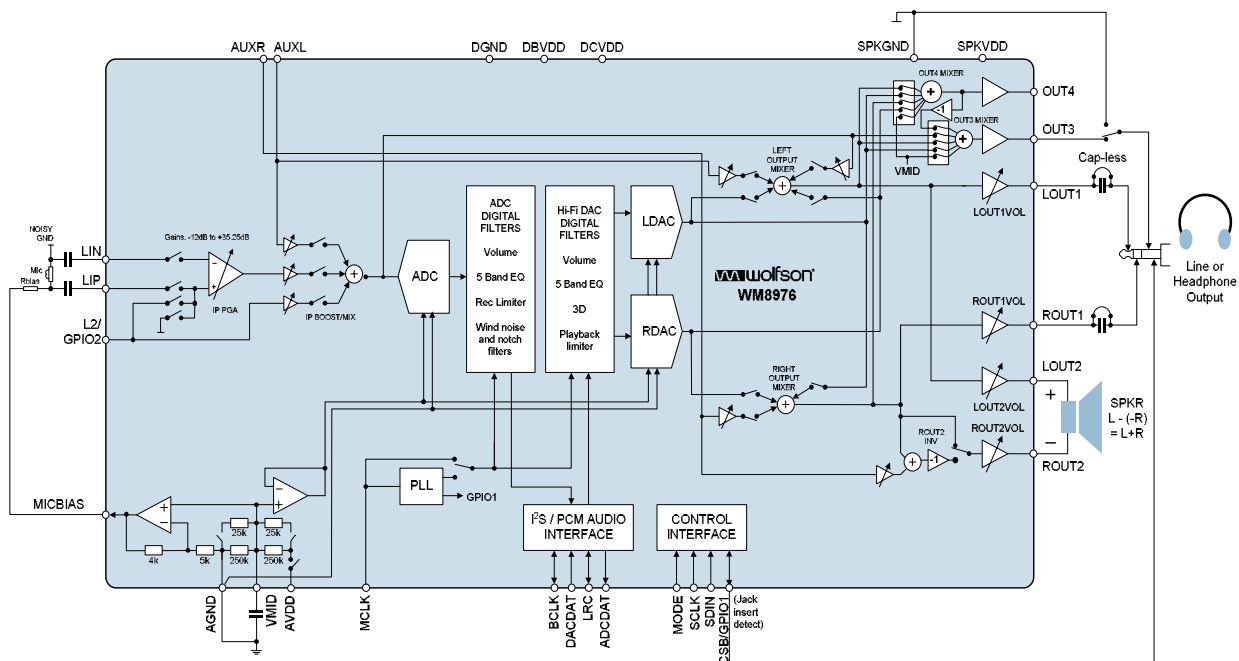 AUXR
AUXL
DGND
DBVDD
DCVDD
SPKGND
SPKVDD
OUT4 MIXER
OUT4
+
-1
OUT3 MIXER
OUT3
+
VMID
LEFT
OUTPUT
MIXER
+
Cap-less
LOUT1
LOUT1VOL
NOISY
GND
Mic
Rbias
LIN
LIP
L2/
GPIO2
Gains. -12dB to +35.25dB
-
+
IP PGA
IP BOOST/MIX
+
ADC
ADC
DIGITAL
FILTERS
Volume
5 Band EQ
Rec Limiter
Wind noise
and notch
filters
Hi-Fi DAC
DIGITAL
FILTERS
Volume
5 Band EQ
3D
Playback
limiter
LDAC
RDAC
wolfson®
WM8976
Line or
Headphone
Output
ROUT1VOL
ROUT1
RIGHT
OUTPUT
MIXER
+
LOUT2
LOUT2VOL
ROUT2VOL
ROUT2
ROUT2
INV
+
-1
+
−
SPKR
L - (-R)
= L+R
MICBIAS
+
−
-
+
4k
5k
25k
25k
250k
250k
PLL
GPIO1
I²S / PCM AUDIO
INTERFACE
CONTROL
INTERFACE
AGND
VMID
AVDD
MCLK
BCLK
DACDAT
LRC
ADCDAT
MODE
SCLK
SDIN
CSB/GPIO1
(Jack
insert
detect)